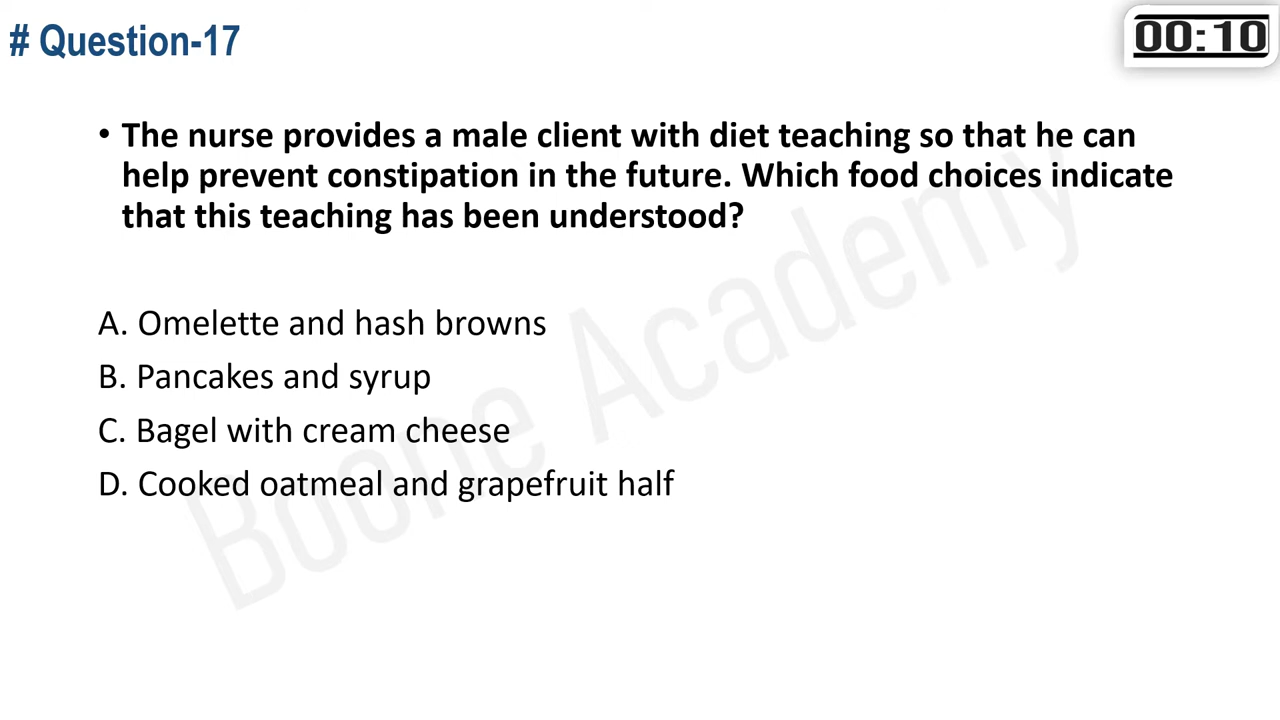 # Question-17
00:10
• The nurse provides a male client with diet teaching so that he can
help prevent constipation in the future. Which food choices indicate
that this teaching has been understood?
A. Omelette and hash browns
B. Pancakes and syrup
C. Bagel with cream cheese
D. Cooked oatmeal and grapefruit half
Boone Academy